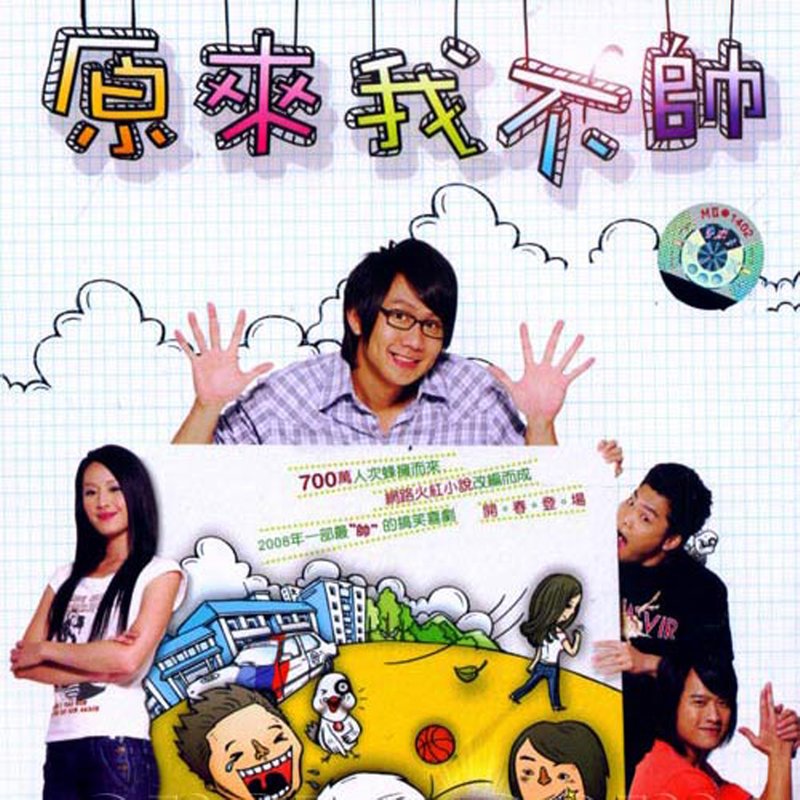 原來我不帥
MG●1402
700萬人次蜂擁而來
網路火紅小說改編而成
2008年一部最"帥"的搞笑喜劇
開。春。登。場